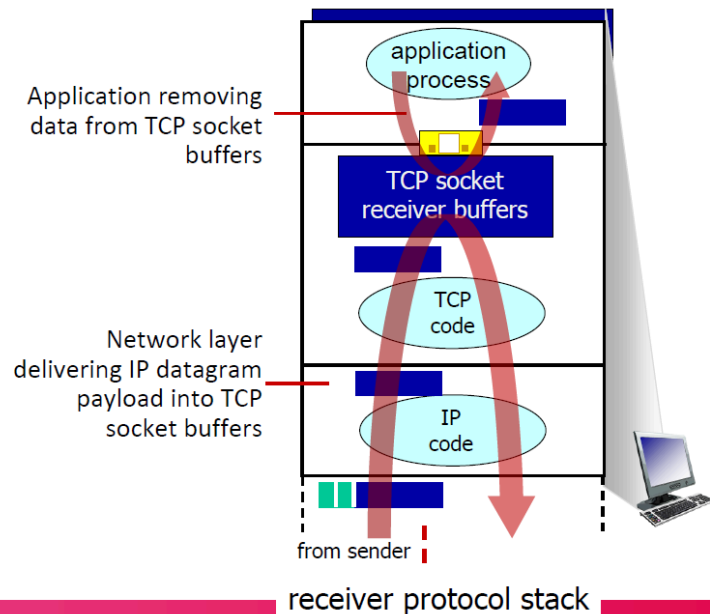 application
process
Application removing
data from TCP socket
buffers
TCP socket
receiver buffers
TCP
code
Network layer
delivering IP datagram
payload into TCP
socket buffers
IP
code
from sender
receiver protocol stack